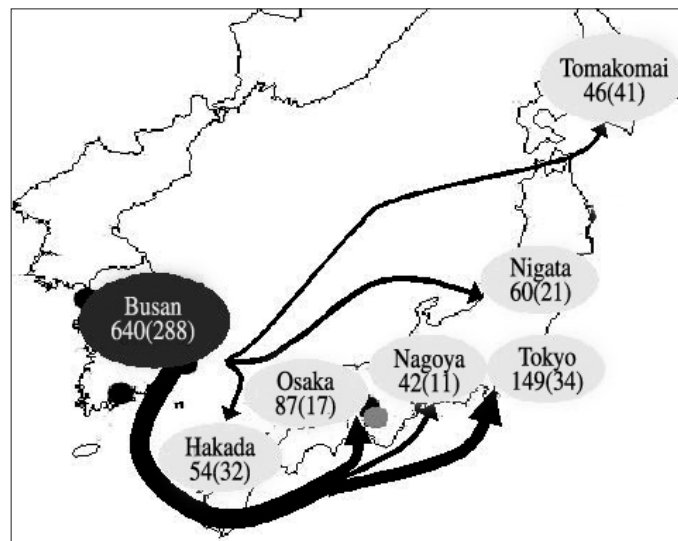 Tomakomai
46(41)
Nigata
60(21)
Busan
640(288)
Nagoya
42(11)
Tokyo
149(34)
Osaka
87(17)
Hakada
54(32)